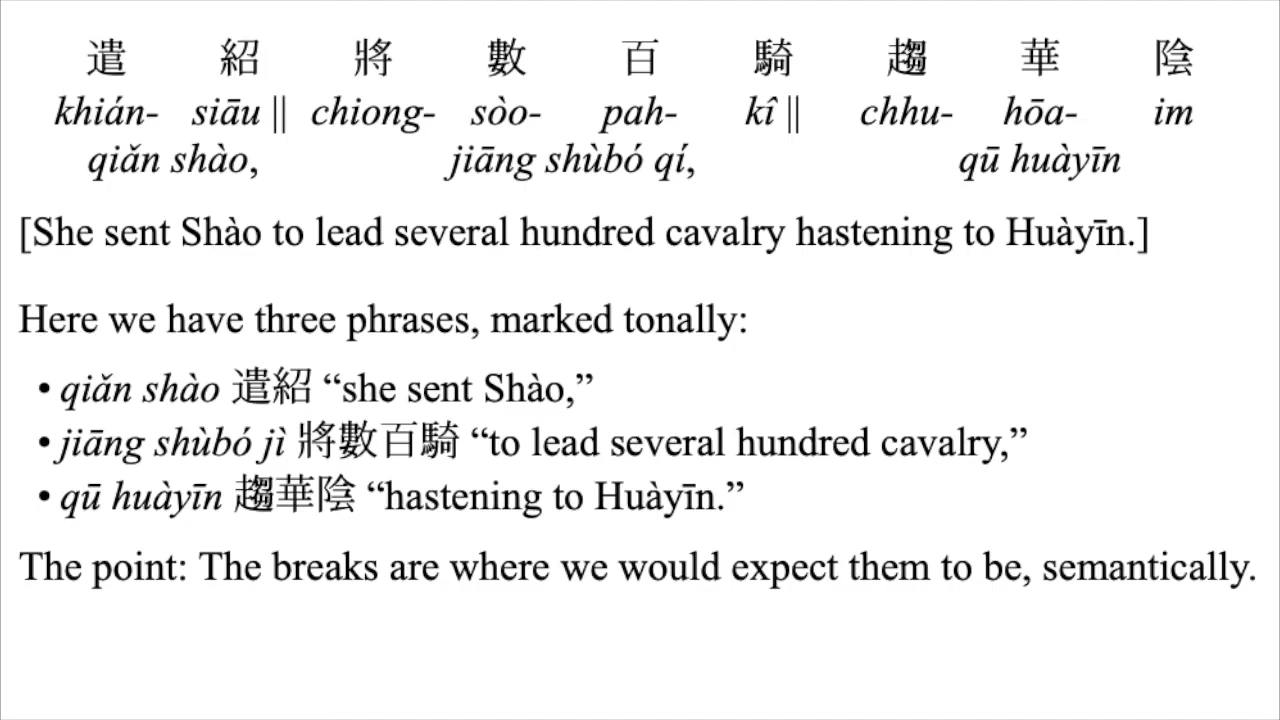 遣 紹 將 數 百 騎 趨 華 陰
khián- siāu || chiong- sòo- pah- kî || chhu- hōa- im
qiǎn shào, jiāng shùbó qí, qū huàyīn
[She sent Shào to lead several hundred cavalry hastening to Huàyīn.]
Here we have three phrases, marked tonally:
• qiǎn shào 遣紹 “she sent Shào,”
• jiāng shùbó jì 將數百騎 “to lead several hundred cavalry,”
• qū huàyīn 趨華陰 “hastening to Huàyīn.”
The point: The breaks are where we would expect them to be, semantically.